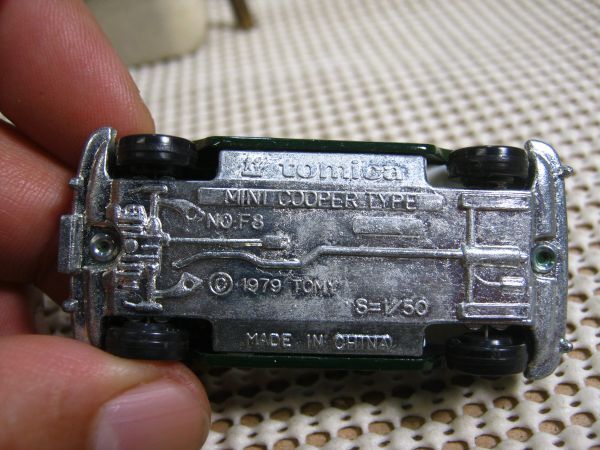 tomica
MINI COOPER TYPE
NO.F8
© 1979 TOMY
S=1/50
MADE IN CHINA